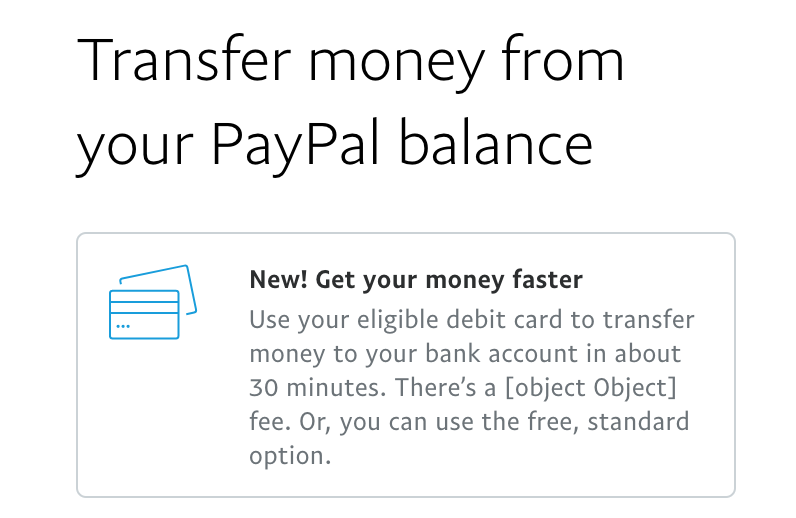 Transfer money from
your PayPal balance
New! Get your money faster
Use your eligible debit card to transfer
money to your bank account in about
30 minutes. There's a [object Object]
fee. Or, you can use the free, standard
option.